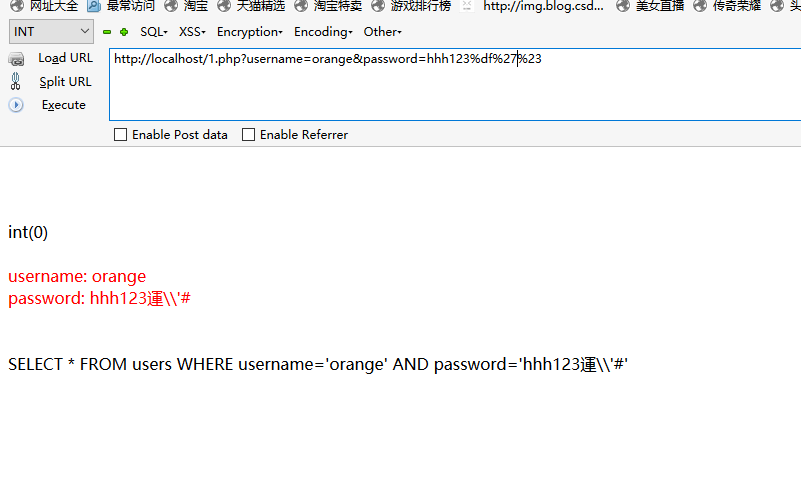 网址大全 最常访问 淘宝 天猫精选 淘宝特卖 游戏排行榜 http://img.blog.csd... 美女直播 传奇荣耀 头
INT SQL XSS Encryption Encoding Other
Load URL http://localhost/1.php?username=orange&password=hhh123%df%27%23
Split URL
Execute
Enable Post data Enable Referrer
int(0)
username: orange
password: hhh123運\\'#
SELECT * FROM users WHERE username='orange' AND password='hhh123運\\'#'